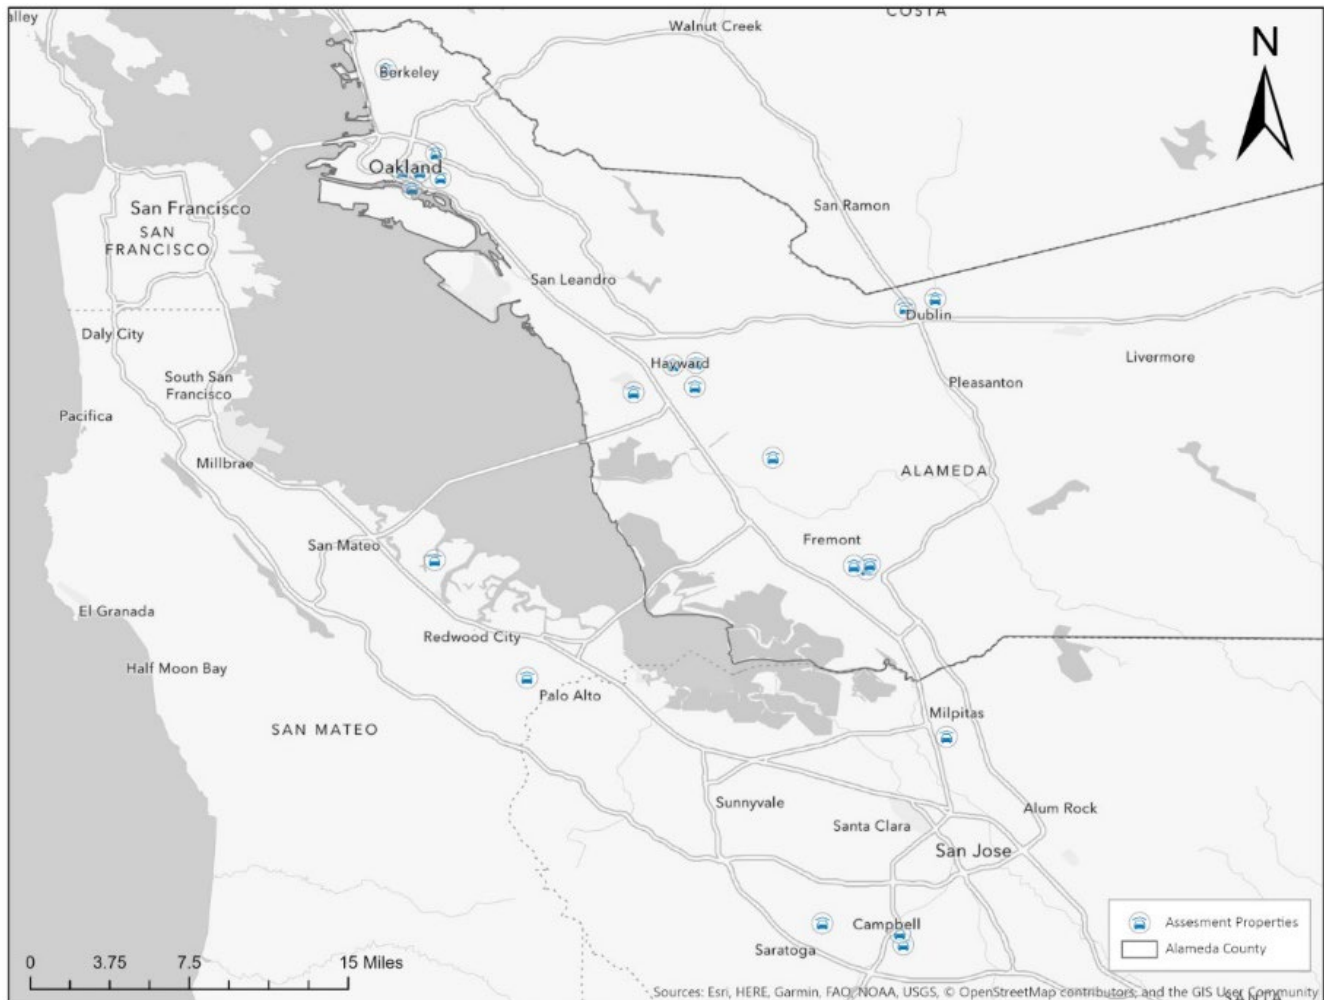 alley
COSTA
Walnut Creek
N
Berkeley
Oakland
San Ramon
San Francisco
SAN
FRANCISCO
San Leandro
Dublin
Daly City
Livermore
Hayward
South San
Francisco
Pleasanton
Pacifica
Millbrae
ALAMEDA
Fremont
San Mateo
El Granada
Redwood City
Half Moon Bay
Palo Alto
Milpitas
SAN MATEO
Sunnyvale
Alum Rock
Santa Clara
San Jose
Campbell
Saratoga
Assesment Properties
Alameda County
0 3.75 7.5 15 Miles
Sources: Esri, HERE, Garmin, FAO, NOAA, USGS, © OpenStreetMap contributors, and the GIS User Community